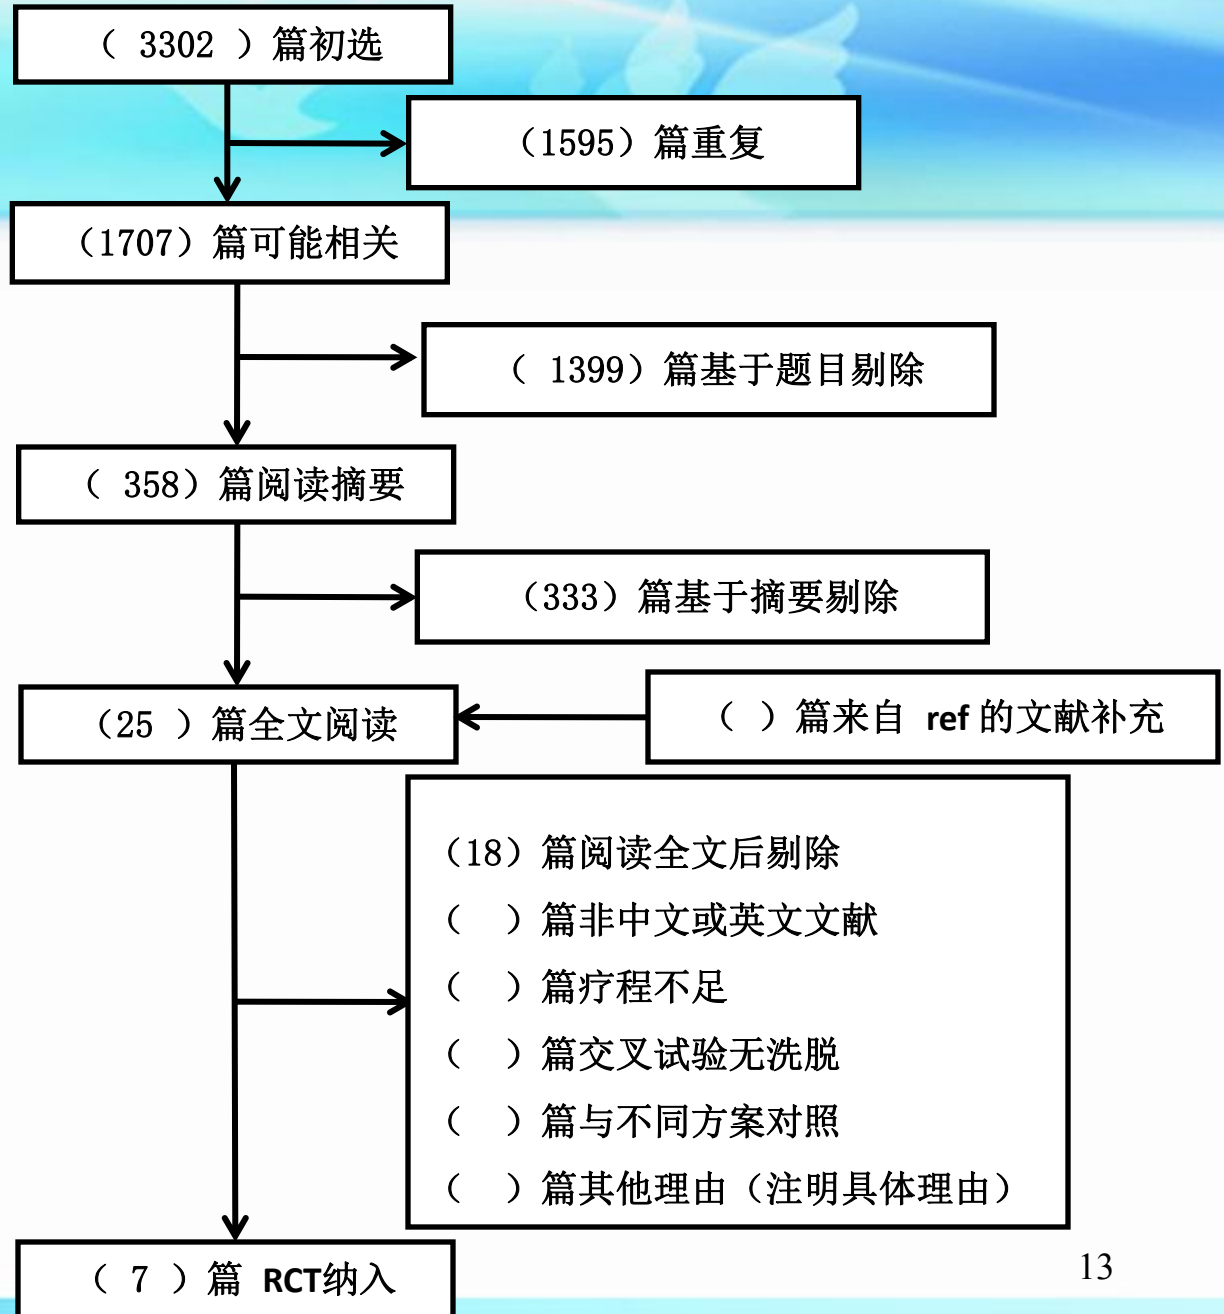 （ 3302 ）篇初选
（1595）篇重复
（1707）篇可能相关
（ 1399）篇基于题目剔除
（ 358）篇阅读摘要
（333）篇基于摘要剔除
（25 ）篇全文阅读
（ ）篇来自 ref 的文献补充
（18）篇阅读全文后剔除
（ ）篇非中文或英文文献
（ ）篇疗程不足
（ ）篇交叉试验无洗脱
（ ）篇与不同方案对照
（ ）篇其他理由（注明具体理由）
（ 7 ）篇 RCT纳入
13